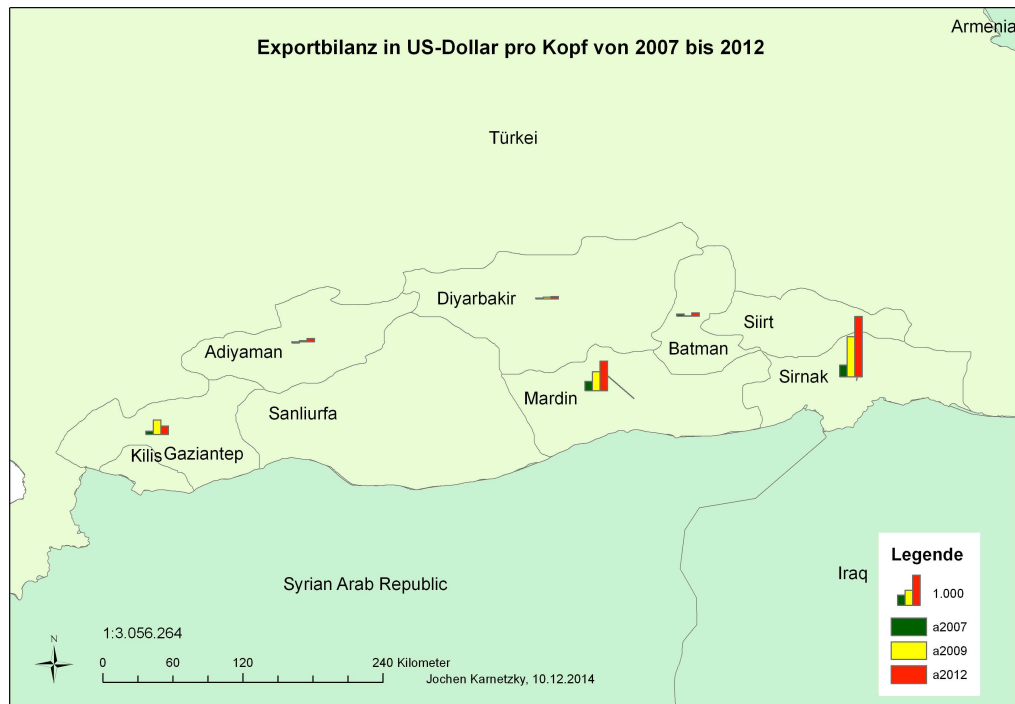 Armenia
Exportbilanz in US-Dollar pro Kopf von 2007 bis 2012
Türkei
Diyarbakir
Siirt
Adiyaman
Batman
Sirnak
Mardin
Sanliurfa
Kilis
Gaziantep
Legende
1.000
a2007
a2009
a2012
Iraq
Syrian Arab Republic
N
1:3.056.264
0 60 120 240 Kilometer
Jochen Karnetzky, 10.12.2014